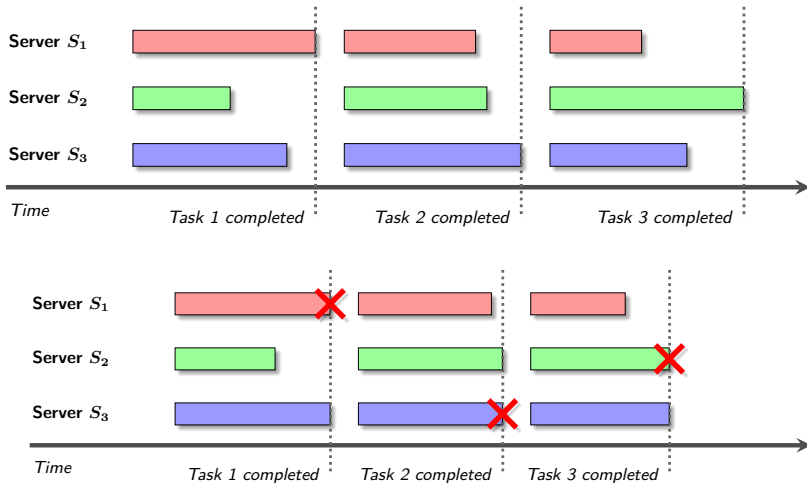 Server S₁
Server S₂
Server S₃
Time
Task 1 completed
Task 2 completed
Task 3 completed
Server S₁
Server S₂
Server S₃
Time
Task 1 completed
Task 2 completed
Task 3 completed